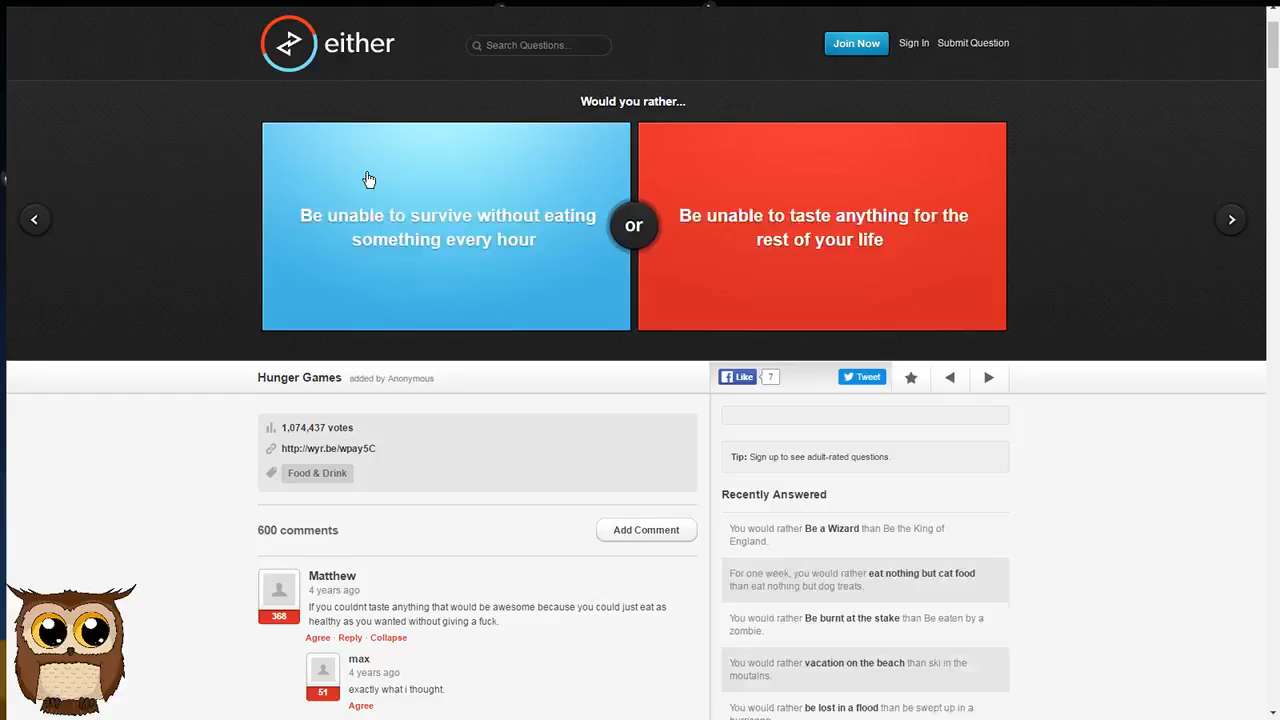 either
Search Questions...
Join Now
Sign In
Submit Question
Would you rather...
Be unable to survive without eating
something every hour
or
Be unable to taste anything for the
rest of your life
Hunger Games
added by Anonymous
Like
7
Tweet
1,074,437 votes
http://wyr.be/wpay5C
Food & Drink
600 comments
Add Comment
Matthew
4 years ago
368
If you couldnt taste anything that would be awesome because you could just eat as
healthy as you wanted without giving a fuck.
Agree · Reply · Collapse
max
4 years ago
51
exactly what i thought.
Agree
Tip: Sign up to see adult-rated questions.
Recently Answered
You would rather Be a Wizard than Be the King of
England.
For one week, you would rather eat nothing but cat food
than eat nothing but dog treats.
You would rather Be burnt at the stake than Be eaten by a
zombie.
You would rather vacation on the beach than ski in the
moutains.
You would rather be lost in a flood than be swept up in a